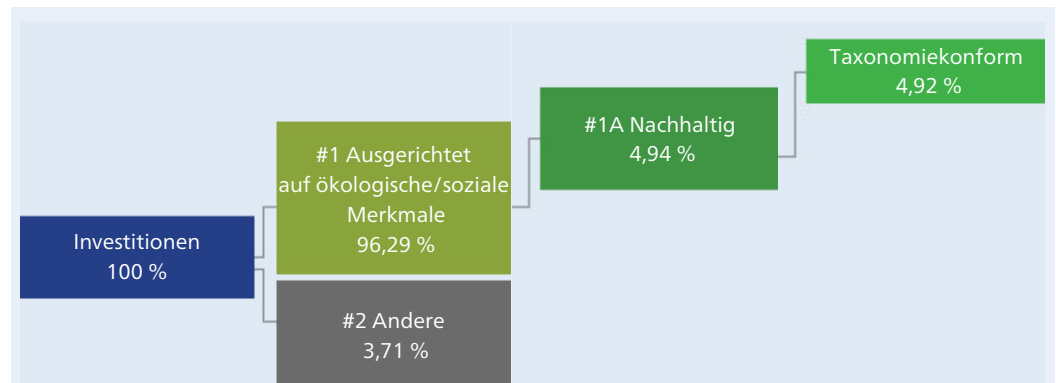 Investitionen
100 %
#1 Ausgerichtet
auf ökologische/soziale
Merkmale
96,29 %
#2 Andere
3,71 %
#1A Nachhaltig
4,94 %
Taxonomiekonform
4,92 %